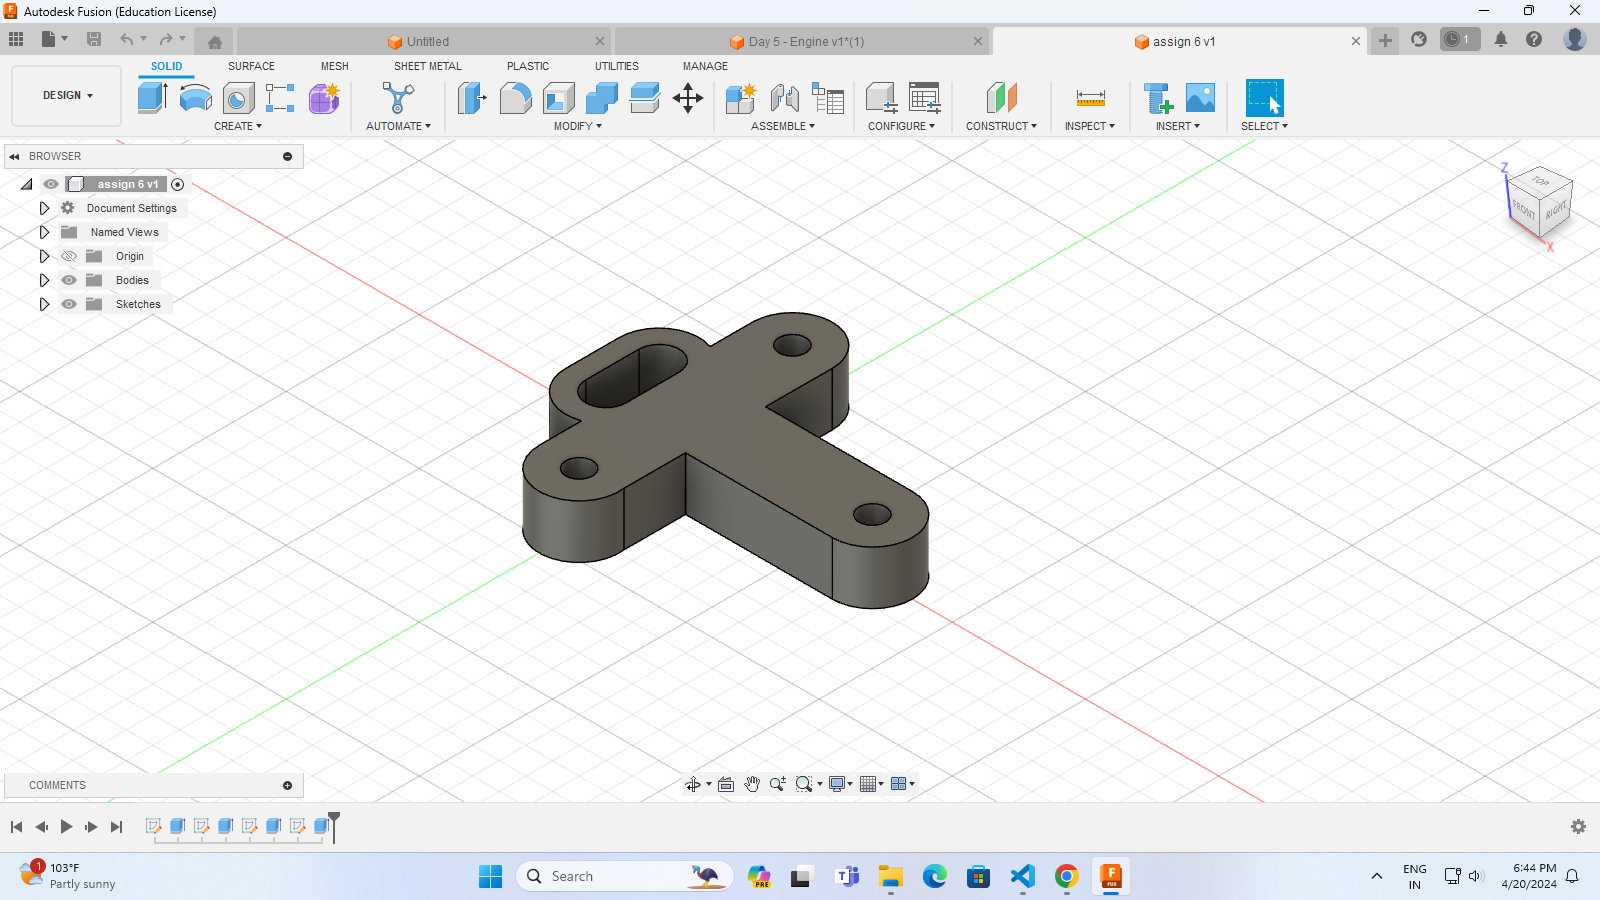 Autodesk Fusion (Education License)
Untitled
Day 5 - Engine v1*(1)
assign 6 v1
1
SOLID SURFACE MESH SHEET METAL PLASTIC UTILITIES MANAGE
DESIGN
CREATE AUTOMATE MODIFY ASSEMBLE CONFIGURE CONSTRUCT INSPECT INSERT SELECT
BROWSER
assign 6 v1
Document Settings
Named Views
Origin
Bodies
Sketches
Z
TOP
FRONT RIGHT
X
COMMENTS
1
103°F
Partly sunny
Search
PRE
T
F
FUS
ENG
IN
6:44 PM
4/20/2024